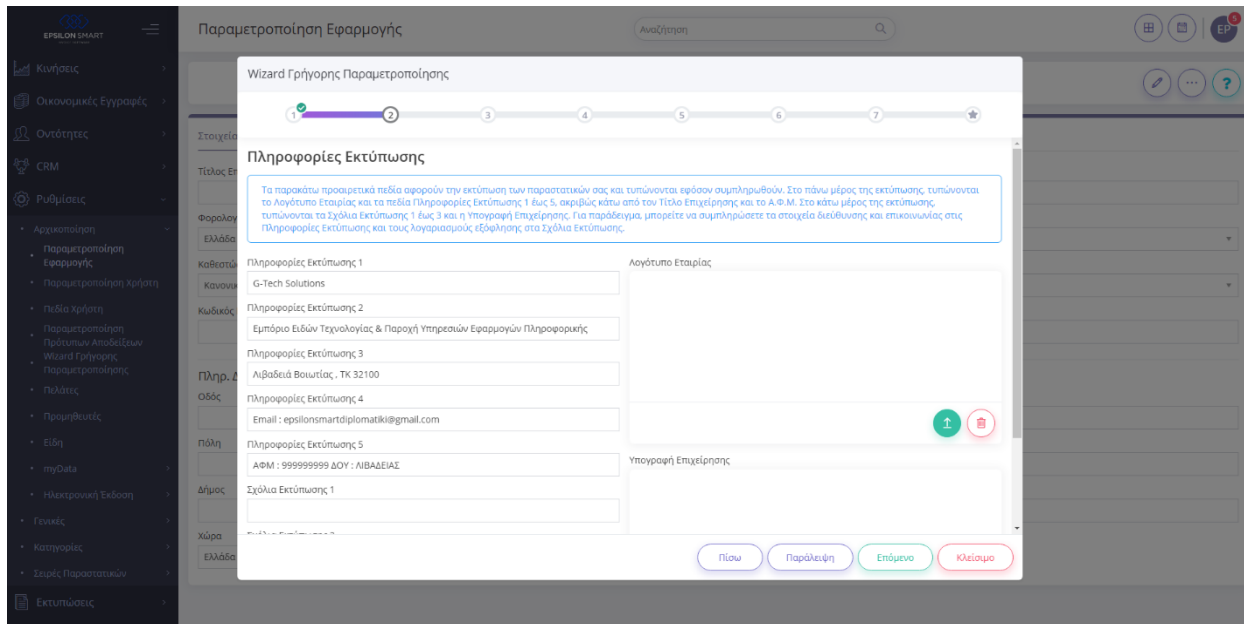 EPSILON SMART
Παραμετροποίηση Εφαρμογής
Αναζήτηση
EP
5
Κινήσεις
Οικονομικές Εγγραφές
Οντότητες
CRM
Ρυθμίσεις
Αρχικοποίηση
Παραμετροποίηση
Εφαρμογής
Παραμετροποίηση Χρήστη
Πεδία Χρήστη
Παραμετροποίηση
Πρότυπων Αποδείξεων
Wizard Γρήγορης
Παραμετροποίησης
Πελάτες
Προμηθευτές
Είδη
myData
Ηλεκτρονική Έκδοση
Γενικές
Κατηγορίες
Σειρές Παραστατικών
Εκτυπώσεις
?
Στοιχεία
Τίτλος Επ
Φορολογ
Ελλάδα
Καθεστώ
Κανονι
Κωδικός
Πληρ. Δ
Οδός
Πόλη
Δήμος
Χώρα
Ελλάδα
Wizard Γρήγορης Παραμετροποίησης
1 2 3 4 5 6 7
Πληροφορίες Εκτύπωσης
Τα παρακάτω προαιρετικά πεδία αφορούν την εκτύπωση των παραστατικών σας και τυπώνονται εφόσον συμπληρωθούν. Στο πάνω μέρος της εκτύπωσης, τυπώνονται
το Λογότυπο Εταιρίας και τα πεδία Πληροφορίες Εκτύπωσης 1 έως 5, ακριβώς κάτω από τον Τίτλο Επιχείρησης και το Α.Φ.Μ. Στο κάτω μέρος της εκτύπωσης,
τυπώνονται τα Σχόλια Εκτύπωσης 1 έως 3 και η Υπογραφή Επιχείρησης. Για παράδειγμα, μπορείτε να συμπληρώσετε τα στοιχεία διεύθυνσης και επικοινωνίας στις
Πληροφορίες Εκτύπωσης και τους λογαριασμούς εξόφλησης στα Σχόλια Εκτύπωσης.
Πληροφορίες Εκτύπωσης 1
G-Tech Solutions
Πληροφορίες Εκτύπωσης 2
Εμπόριο Ειδών Τεχνολογίας & Παροχή Υπηρεσιών Εφαρμογών Πληροφορικής
Πληροφορίες Εκτύπωσης 3
Λιβαδειά Βοιωτίας , ΤΚ 32100
Πληροφορίες Εκτύπωσης 4
Email : epsilonsmartdiplomatiki@gmail.com
Πληροφορίες Εκτύπωσης 5
ΑΦΜ : 999999999 ΔΟΥ : ΛΙΒΑΔΕΙΑΣ
Σχόλια Εκτύπωσης 1
Λογότυπο Εταιρίας
Υπογραφή Επιχείρησης
Πίσω
Παράλειψη
Επόμενο
Κλείσιμο